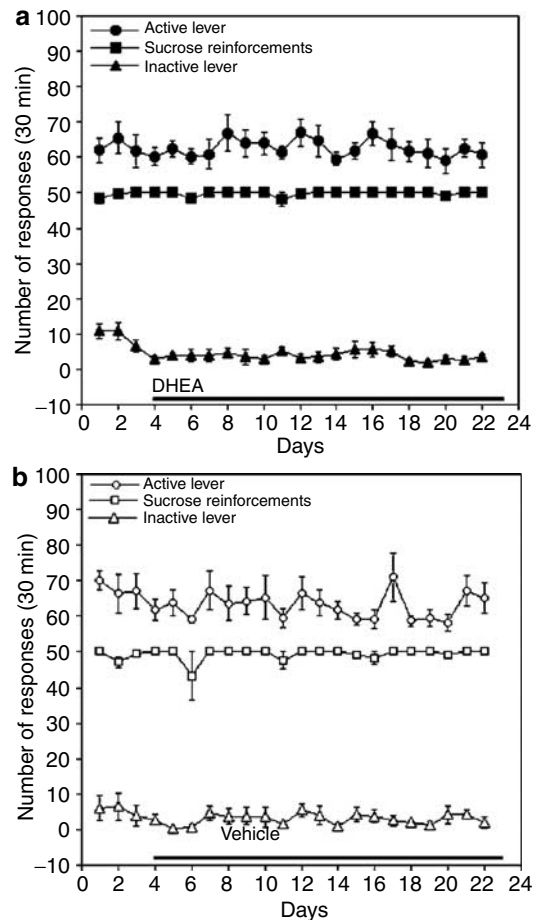 a
Active lever
Sucrose reinforcements
Inactive lever
Number of responses (30 min)
100
90
80
70
60
50
40
30
20
10
0
−10
DHEA
0 2 4 6 8 10 12 14 16 18 20 22 24
Days
b
Active lever
Sucrose reinforcements
Inactive lever
Number of responses (30 min)
100
90
80
70
60
50
40
30
20
10
0
−10
Vehicle
0 2 4 6 8 10 12 14 16 18 20 22 24
Days